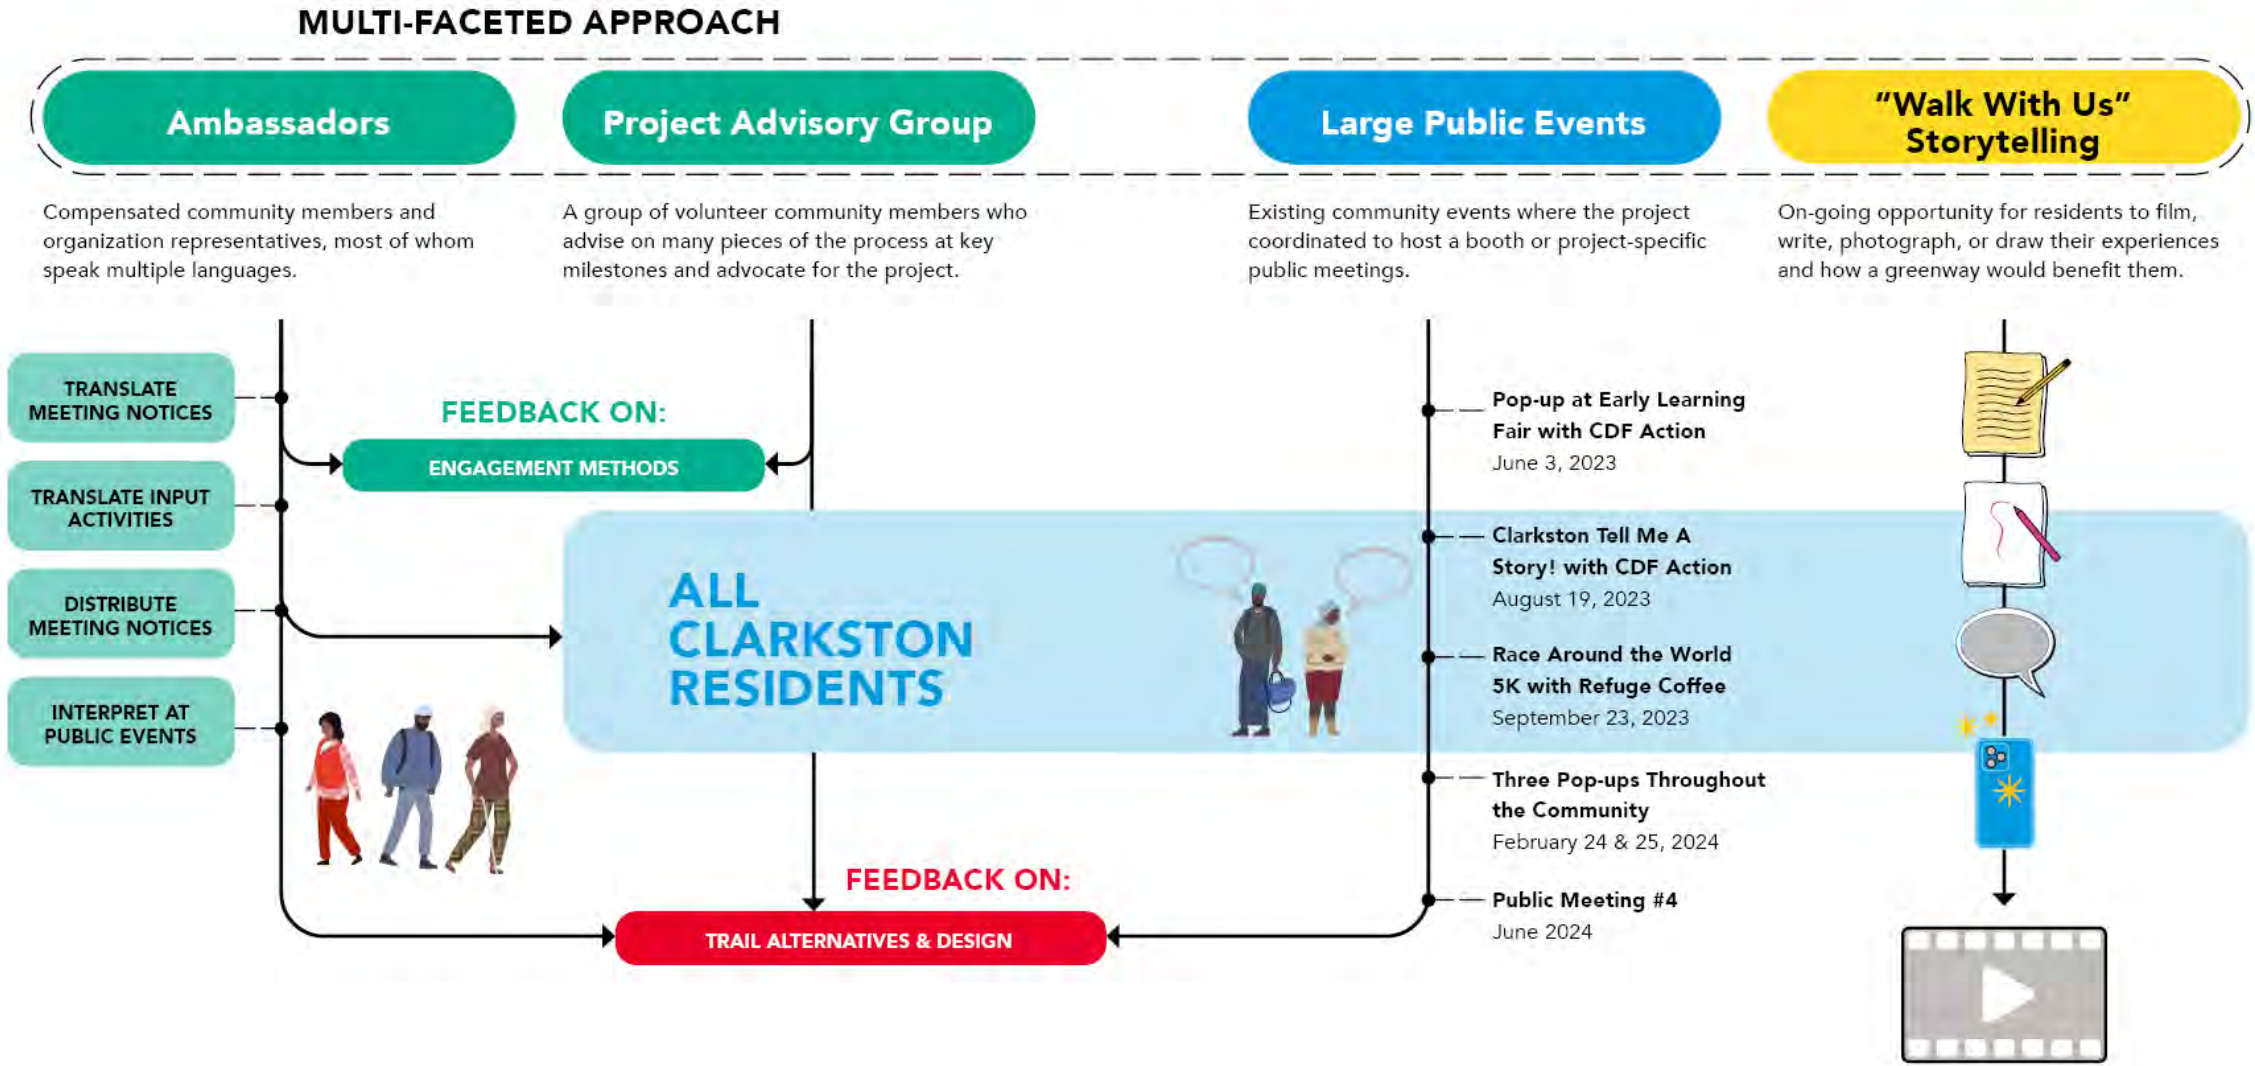 MULTI-FACETED APPROACH
Ambassadors
Project Advisory Group
Large Public Events
“Walk With Us”
Storytelling
Compensated community members and
organization representatives, most of whom
speak multiple languages.
A group of volunteer community members who
advise on many pieces of the process at key
milestones and advocate for the project.
Existing community events where the project
coordinated to host a booth or project-specific
public meetings.
On-going opportunity for residents to film,
write, photograph, or draw their experiences
and how a greenway would benefit them.
TRANSLATE
MEETING NOTICES
TRANSLATE INPUT
ACTIVITIES
DISTRIBUTE
MEETING NOTICES
INTERPRET AT
PUBLIC EVENTS
FEEDBACK ON:
ENGAGEMENT METHODS
ALL
CLARKSTON
RESIDENTS
FEEDBACK ON:
TRAIL ALTERNATIVES & DESIGN
Pop-up at Early Learning
Fair with CDF Action
June 3, 2023
Clarkston Tell Me A
Story! with CDF Action
August 19, 2023
Race Around the World
5K with Refuge Coffee
September 23, 2023
Three Pop-ups Throughout
the Community
February 24 & 25, 2024
Public Meeting #4
June 2024